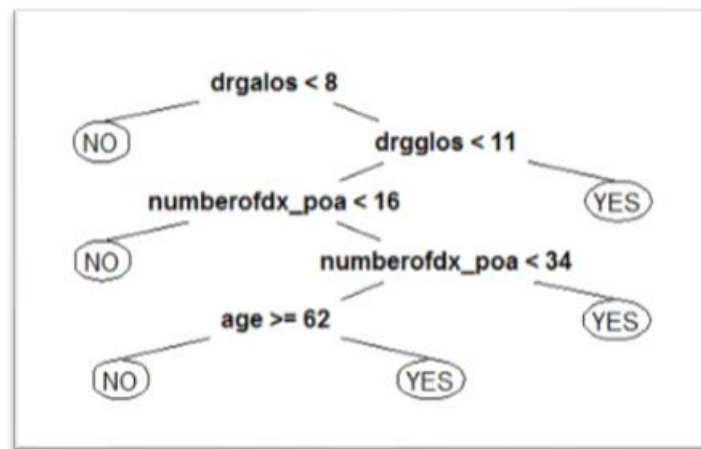 drgalos < 8
NO
drgglos < 11
numberofdx_poa < 16
YES
NO
numberofdx_poa < 34
age >= 62
YES
NO
YES